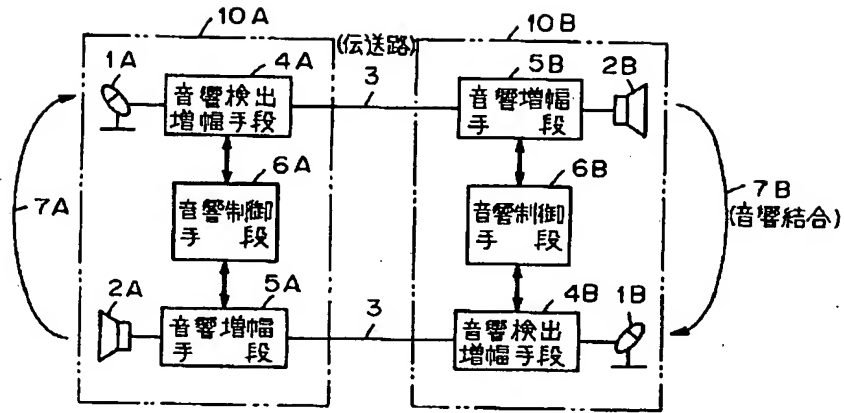 10A
(伝送路)
10B
1A
4A
3
5B
2B
音響検出
増幅手段
音響増幅
手 段
7A
6A
6B
7B
(音響結合)
音響制御
手 段
音響制御
手 段
2A
5A
3
4B
1B
音響増幅
手 段
音響検出
増幅手段